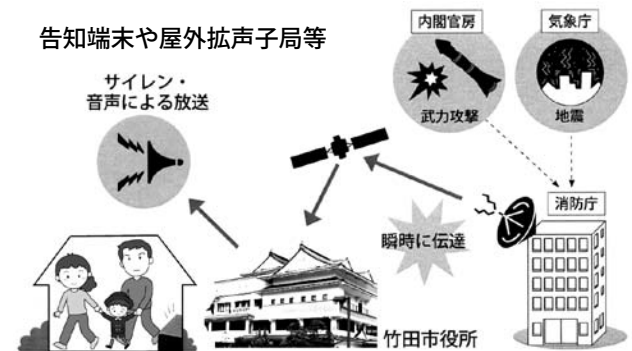 告知端末や屋外拡声子局等
サイレン・
音声による放送
内閣官房
武力攻撃
気象庁
地震
消防庁
瞬時に伝達
竹田市役所